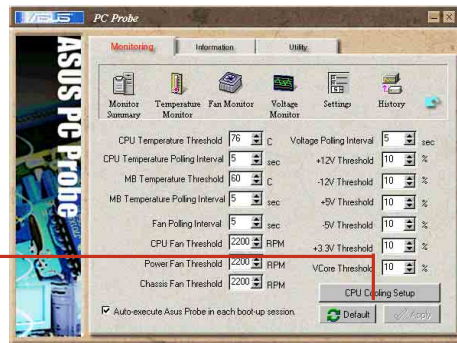 ASUS PC Probe
ASUS PC Probe
Monitoring Information Utility
Monitor Summary Temperature Monitor Fan Monitor Voltage Monitor Settings History
CPU Temperature Threshold 76 C
CPU Temperature Polling Interval 5 sec
MB Temperature Threshold 60 C
MB Temperature Polling Interval 5 sec
Fan Polling Interval 5 sec
CPU Fan Threshold 2200 RPM
Power Fan Threshold 2200 RPM
Chassis Fan Threshold 2200 RPM
Voltage Polling Interval 5 sec
+12V Threshold 10 %
-12V Threshold 10 %
+5V Threshold 10 %
-5V Threshold 10 %
+3.3V Threshold 10 %
VCore Threshold 10 %
CPU Cooling Setup
Auto-execute Asus Probe in each boot-up session. Default Apply